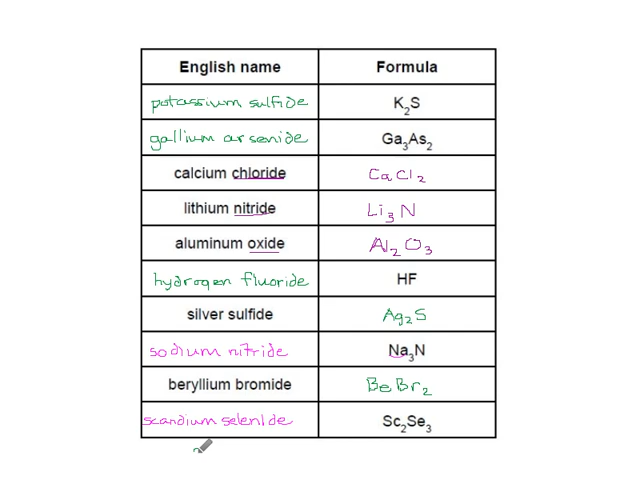 English name Formula
potassium sulfide K₂S
gallium arsenide Ga₃As₂
calcium chloride CaCl₂
lithium nitride Li₃N
aluminum oxide Al₂O₃
hydrogen fluoride HF
silver sulfide Ag₂S
sodium nitride Na₃N
beryllium bromide BeBr₂
scandium selenide Sc₂Se₃